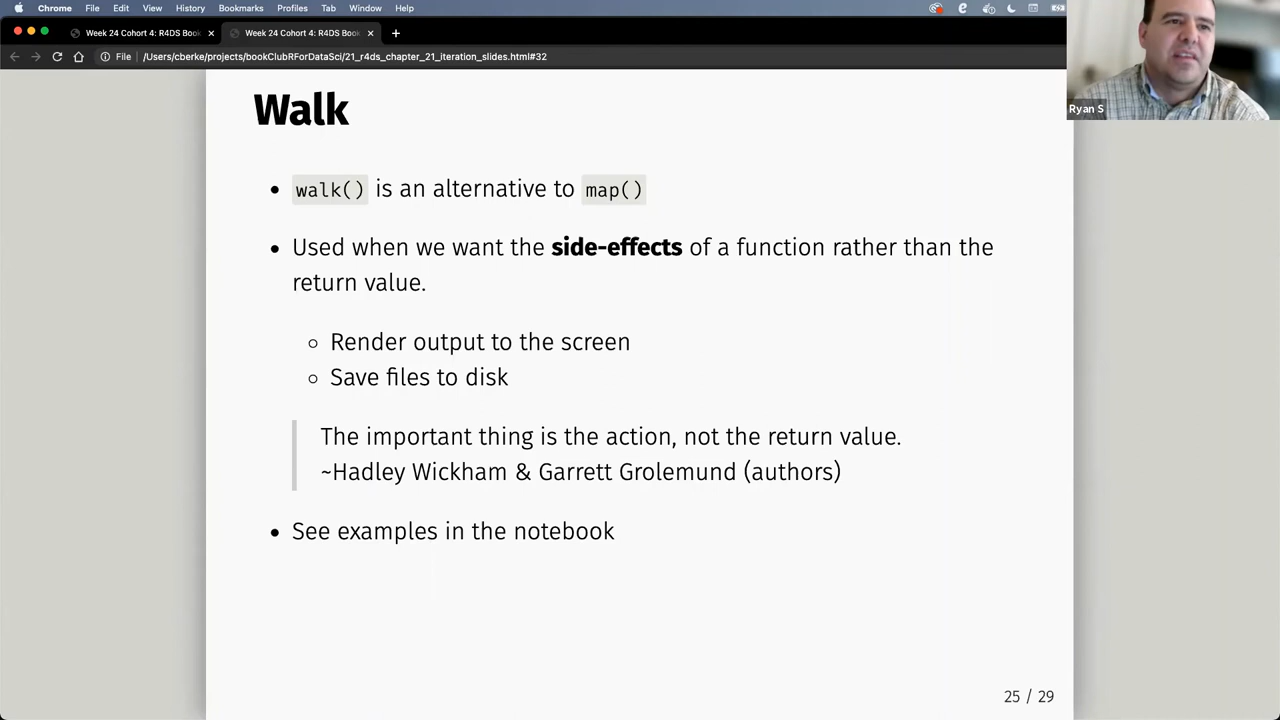 Chrome File Edit View History Bookmarks Profiles Tab Window Help
Week 24 Cohort 4: R4DS Boo × Week 24 Cohort 4: R4DS Boo × +
File /Users/cberke/projects/bookClubRForDataSci/21_r4ds_chapter_21_iteration_slides.html#32
Ryan S
Walk
walk() is an alternative to map()
Used when we want the side-effects of a function rather than the
return value.
Render output to the screen
Save files to disk
The important thing is the action, not the return value.
~Hadley Wickham & Garrett Grolemund (authors)
See examples in the notebook
25 / 29